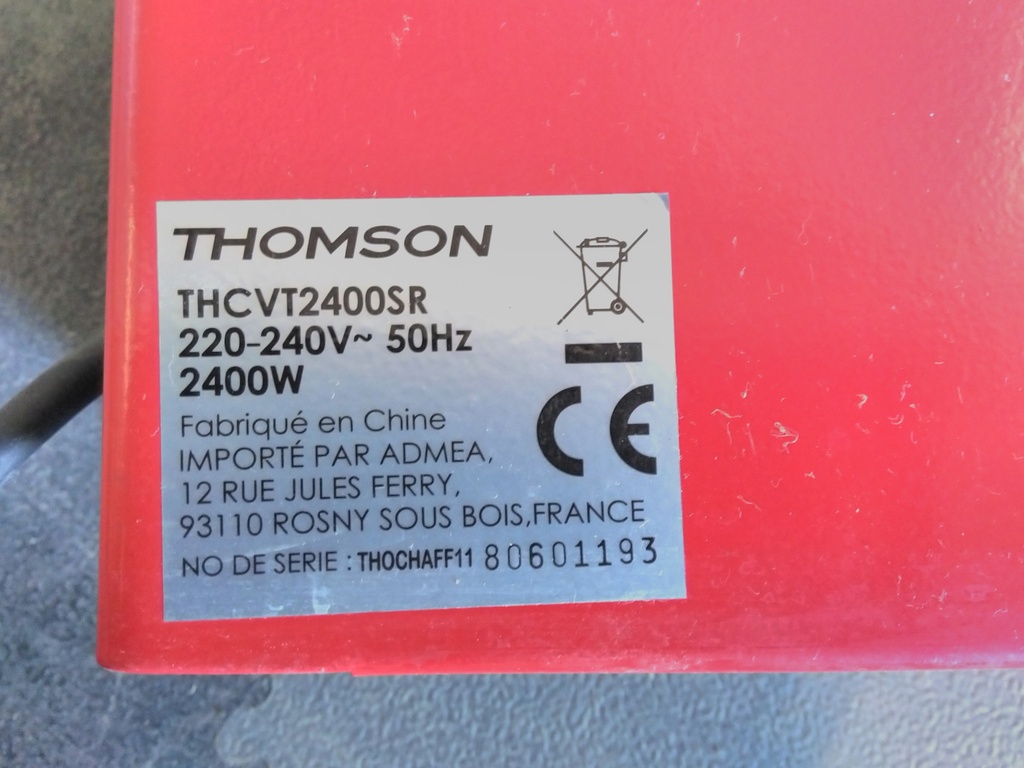 THOMSON
THCVT2400SR
220-240V~ 50Hz
2400W
Fabriqué en Chine
IMPORTÉ PAR ADMEA,
12 RUE JULES FERRY,
93110 ROSNY SOUS BOIS,FRANCE
NO DE SERIE : THOCHAFF11 80601193
CE